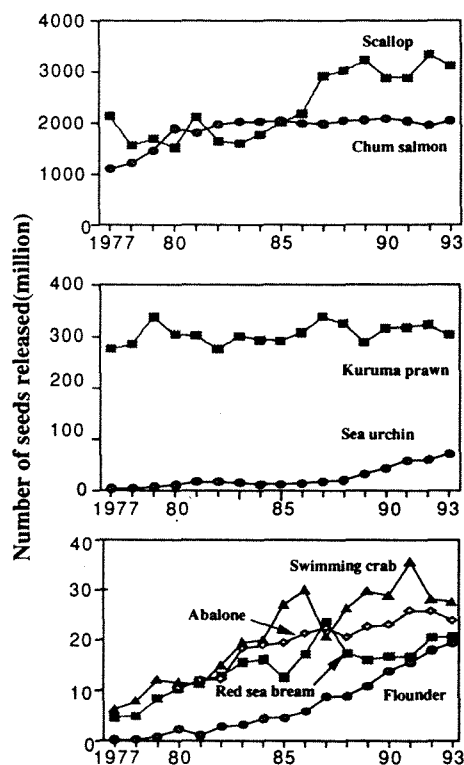 Number of seeds released(million)
4000
3000
2000
1000
0
Scallop
Chum salmon
1977 80 85 90 93
400
300
200
100
0
Kuruma prawn
Sea urchin
1977 80 85 90 93
40
30
20
10
0
Swimming crab
Abalone
Red sea bream
Flounder
1977 80 85 90 93